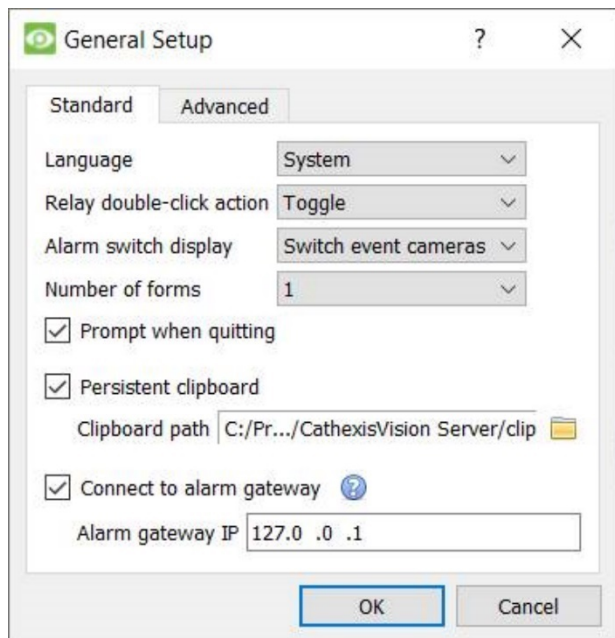 General Setup ?
Standard Advanced
Language System
Relay double-click action Toggle
Alarm switch display Switch event cameras
Number of forms 1
Prompt when quitting
Persistent clipboard
Clipboard path C:/Pr.../CathexisVision Server/clip
Connect to alarm gateway ?
Alarm gateway IP 127.0 .0 .1
OK Cancel